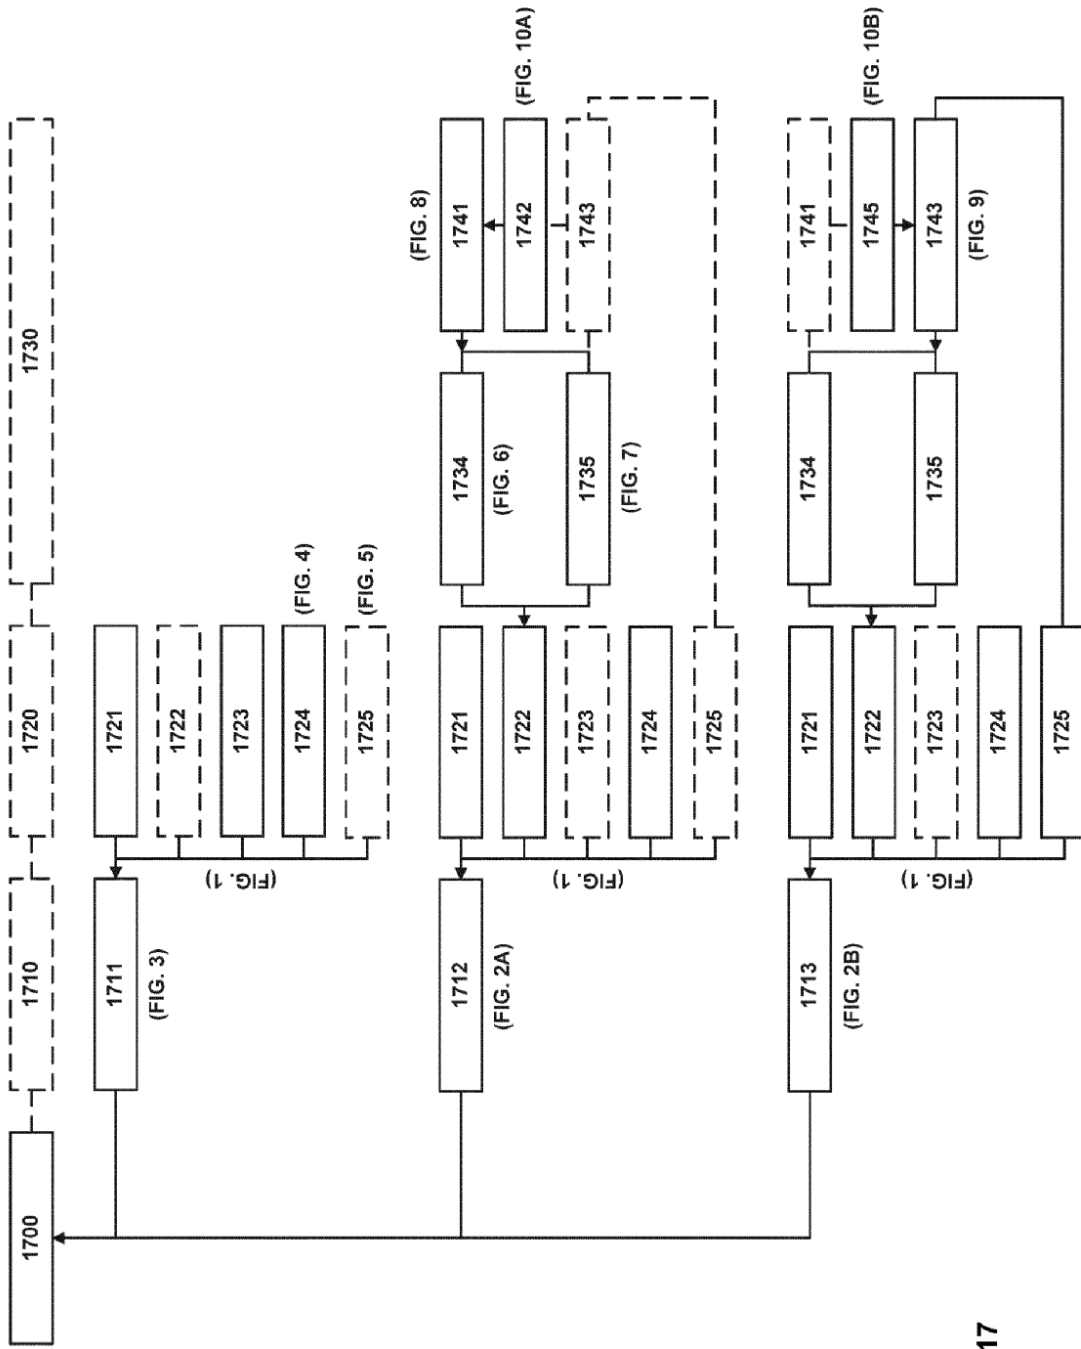 1700
1710
1720
1730
1711
(FIG. 3)
(FIG. 1)
1721
1722
1723
1724
(FIG. 4)
1725
(FIG. 5)
1712
(FIG. 2A)
(FIG. 1)
1721
1722
1723
1724
1725
1734
(FIG. 6)
1735
(FIG. 7)
(FIG. 8)
1741
1742
(FIG. 10A)
1743
1713
(FIG. 2B)
(FIG. 1)
1721
1722
1723
1724
1725
1734
1735
1741
1745
(FIG. 10B)
1743
(FIG. 9)
17